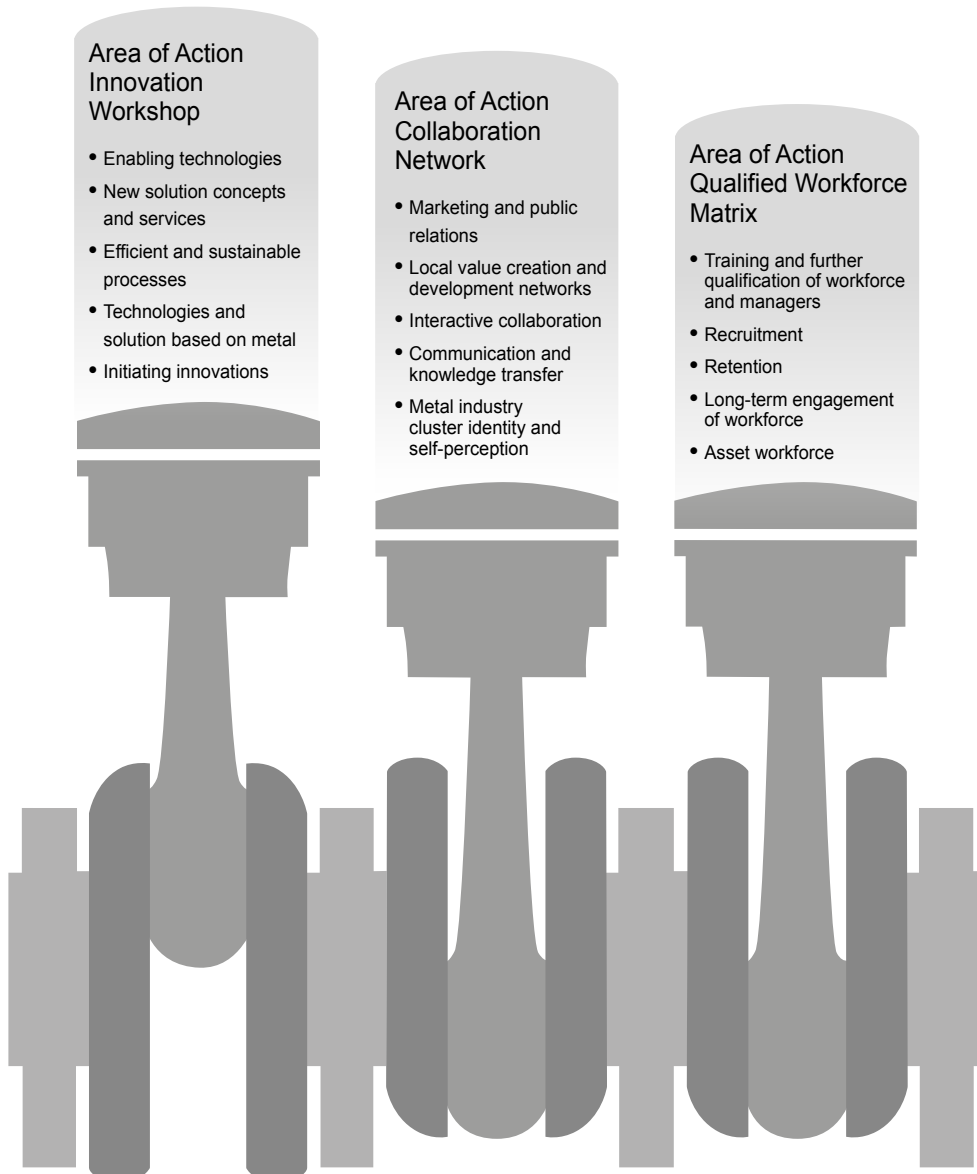 Area of Action
Innovation
Workshop
• Enabling technologies
• New solution concepts
and services
• Efficient and sustainable
processes
• Technologies and
solution based on metal
• Initiating innovations
Area of Action
Collaboration
Network
• Marketing and public
relations
• Local value creation and
development networks
• Interactive collaboration
• Communication and
knowledge transfer
• Metal industry
cluster identity and
self-perception
Area of Action
Qualified Workforce
Matrix
• Training and further
qualification of workforce
and managers
• Recruitment
• Retention
• Long-term engagement
of workforce
• Asset workforce